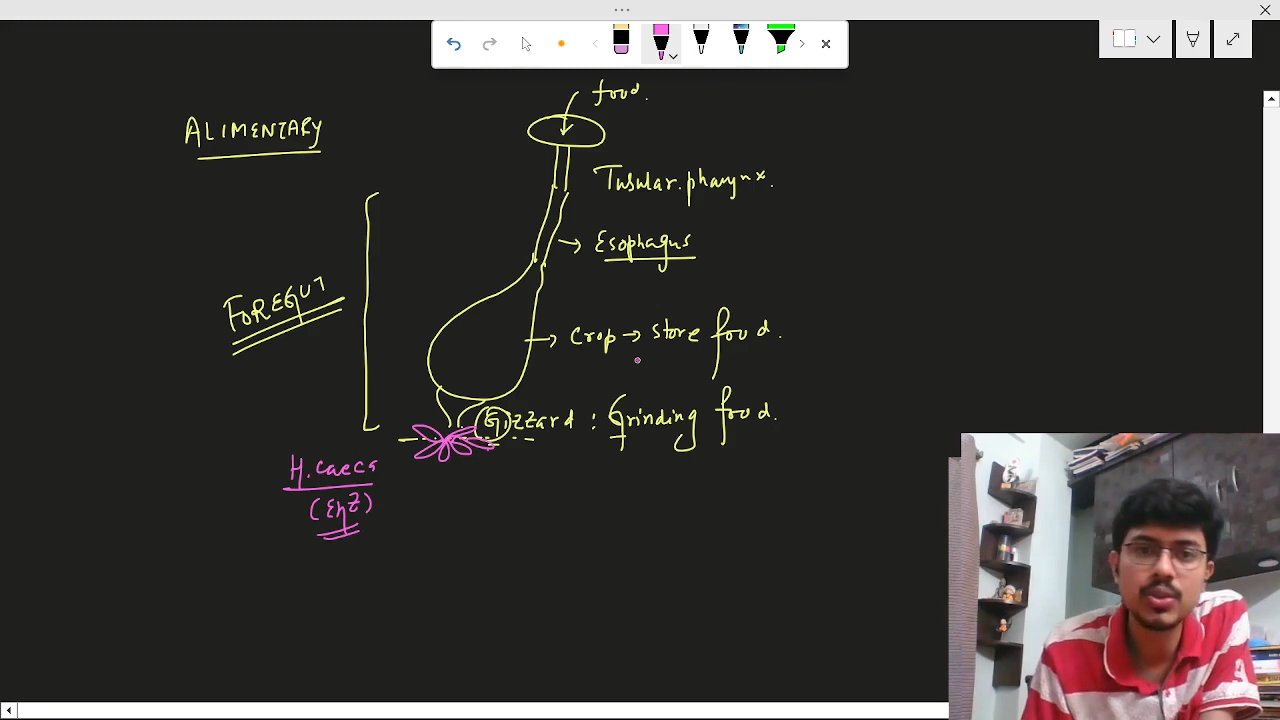 food.
ALIMENTARY
Tubular.pharynx.
Esophagus
FOREGUT
Crop → Store food.
Gizzard : Grinding food.
H.caeca
(Enz)